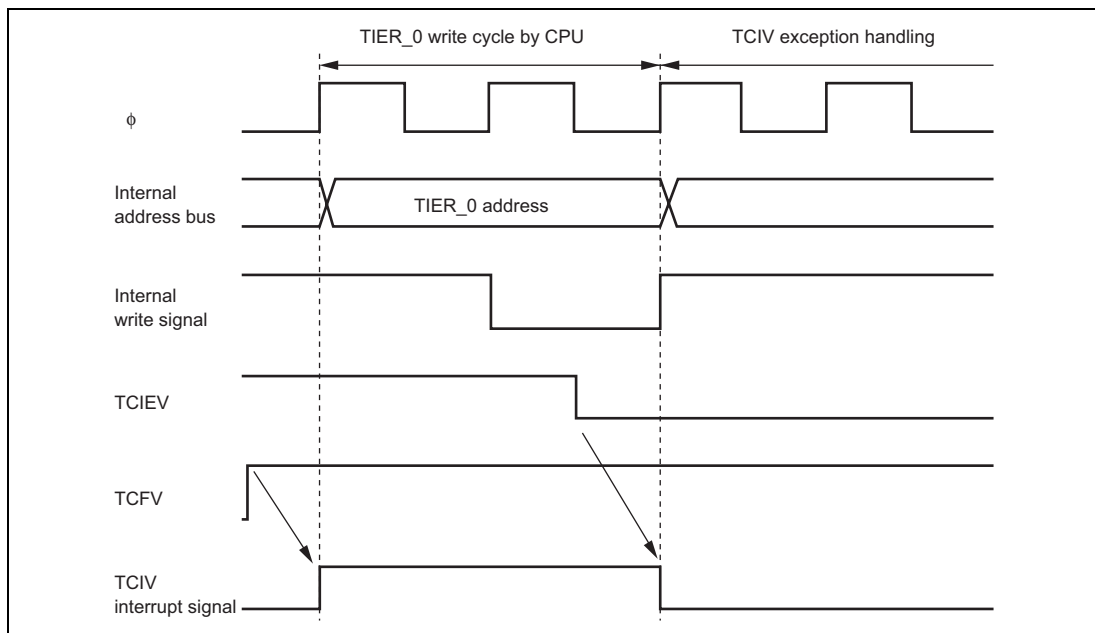 TIER_0 write cycle by CPU
TCIV exception handling
ϕ
Internal
address bus
TIER_0 address
Internal
write signal
TCIEV
TCFV
TCIV
interrupt signal